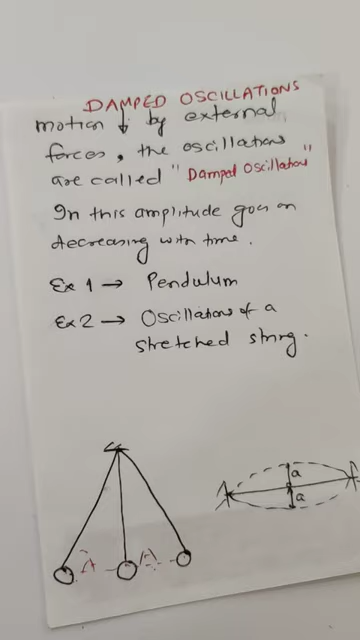 DAMPED OSCILLATIONS
motion ↓ by external
forces, the oscillations
are called "Damped Oscillation"
In this amplitude goes on
decreasing with time.
Ex 1 → Pendulum
Ex 2 → Oscillations of a
stretched string.
a
a
A A